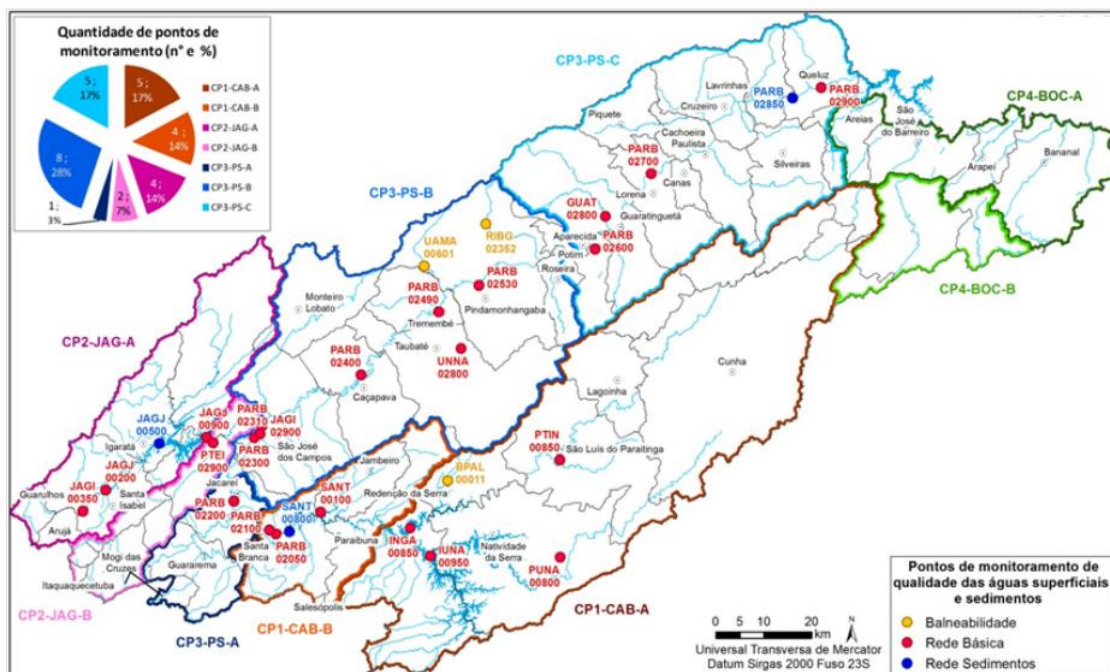 Quantidade de pontos de
monitoramento (n° e %)
5 ;
17%
5 ;
17%
4 ;
14%
4 ;
14%
2 ;
7%
1 ;
3%
8 ;
28%
CP1-CAB-A
CP1-CAB-B
CP2-JAG-A
CP2-JAG-B
CP3-PS-A
CP3-PS-B
CP3-PS-C
CP3-PS-C
Queluz
Lavrinhas
PARB
02850
PARB
02900
Cruzeiro
Piquete
Areias
São
José
do Barreiro
CP4-BOC-A
Bananal
Arapeí
Cachoeira
Paulista
PARB
02700
Silveiras
Canas
Lorena
CP3-PS-B
GUAT
02800
Guaratinguetá
RIBG
02352
UAMA
00601
Aparecida
Potim
PARB
02600
Roseira
CP4-BOC-B
PARB
02530
PARB
02490
Pindamonhangaba
Monteiro
Lobato
Tremembé
Taubaté
UNNA
02800
CP2-JAG-A
PARB
02400
Caçapava
Cunha
Lagoinha
JAGJ
00500
JAGJ
00900
PARB
02310
JAGI
02900
Igaratá
PTEI
02900
PARB
02300
São José
dos Campos
PTIN
00850
São Luís do Paraitinga
JAGJ
00200
Jambeiro
BPAL
00011
JAGI
00350
Guarulhos
Santa
Isabel
Jacareí
SANT
00100
Redenção da Serra
PARB
02200
PARB
02100
SANT
00800
Arujá
Santa
Branca
PARB
02050
Paraibuna
INGA
00850
IUNA
00950
Natividade
da Serra
PUNA
00800
Mogi das
Cruzes
Guararema
Itaquaquecetuba
Salesópolis
CP2-JAG-B
CP3-PS-A
CP1-CAB-B
CP1-CAB-A
Pontos de monitoramento de
qualidade das águas superficiais
e sedimentos
Balneabilidade
Rede Básica
Rede Sedimentos
0 5 10 20
km
N
Universal Transversa de Mercator
Datum Sirgas 2000 Fuso 23S